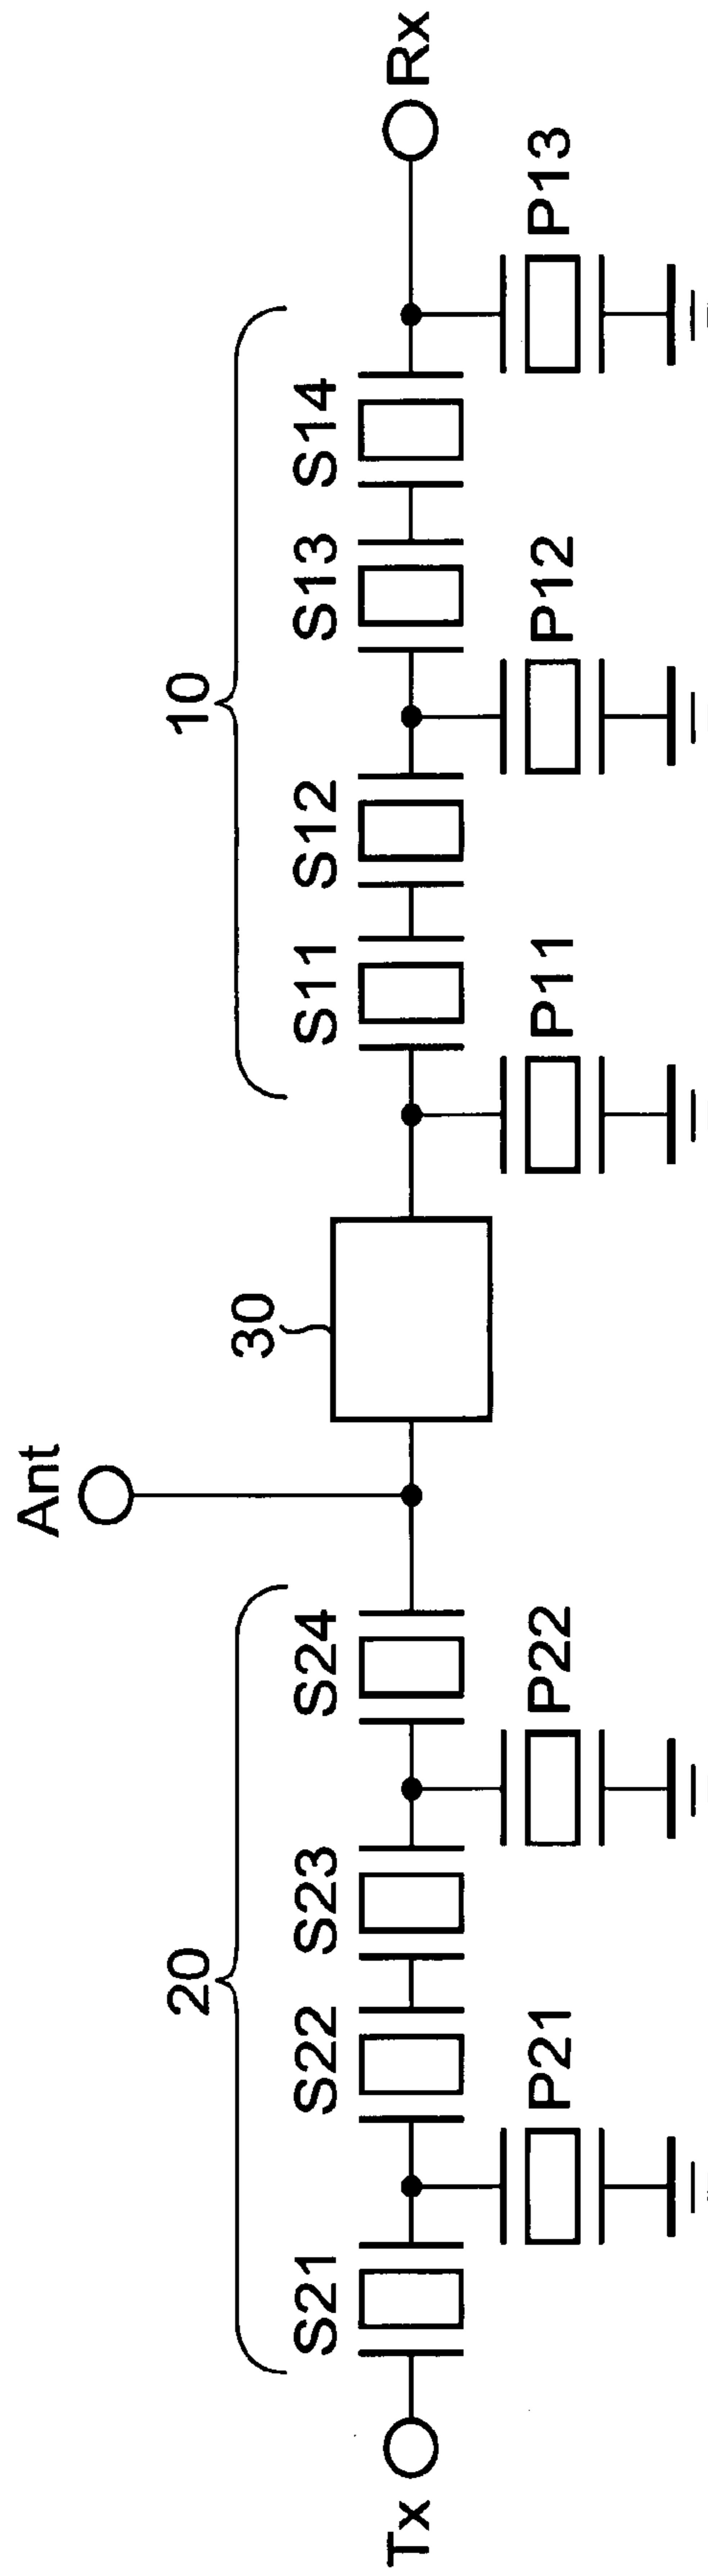 Ant
20
10
30
S21
S22
S23
S24
S11
S12
S13
S14
Tx
Rx
P21
P22
P11
P12
P13